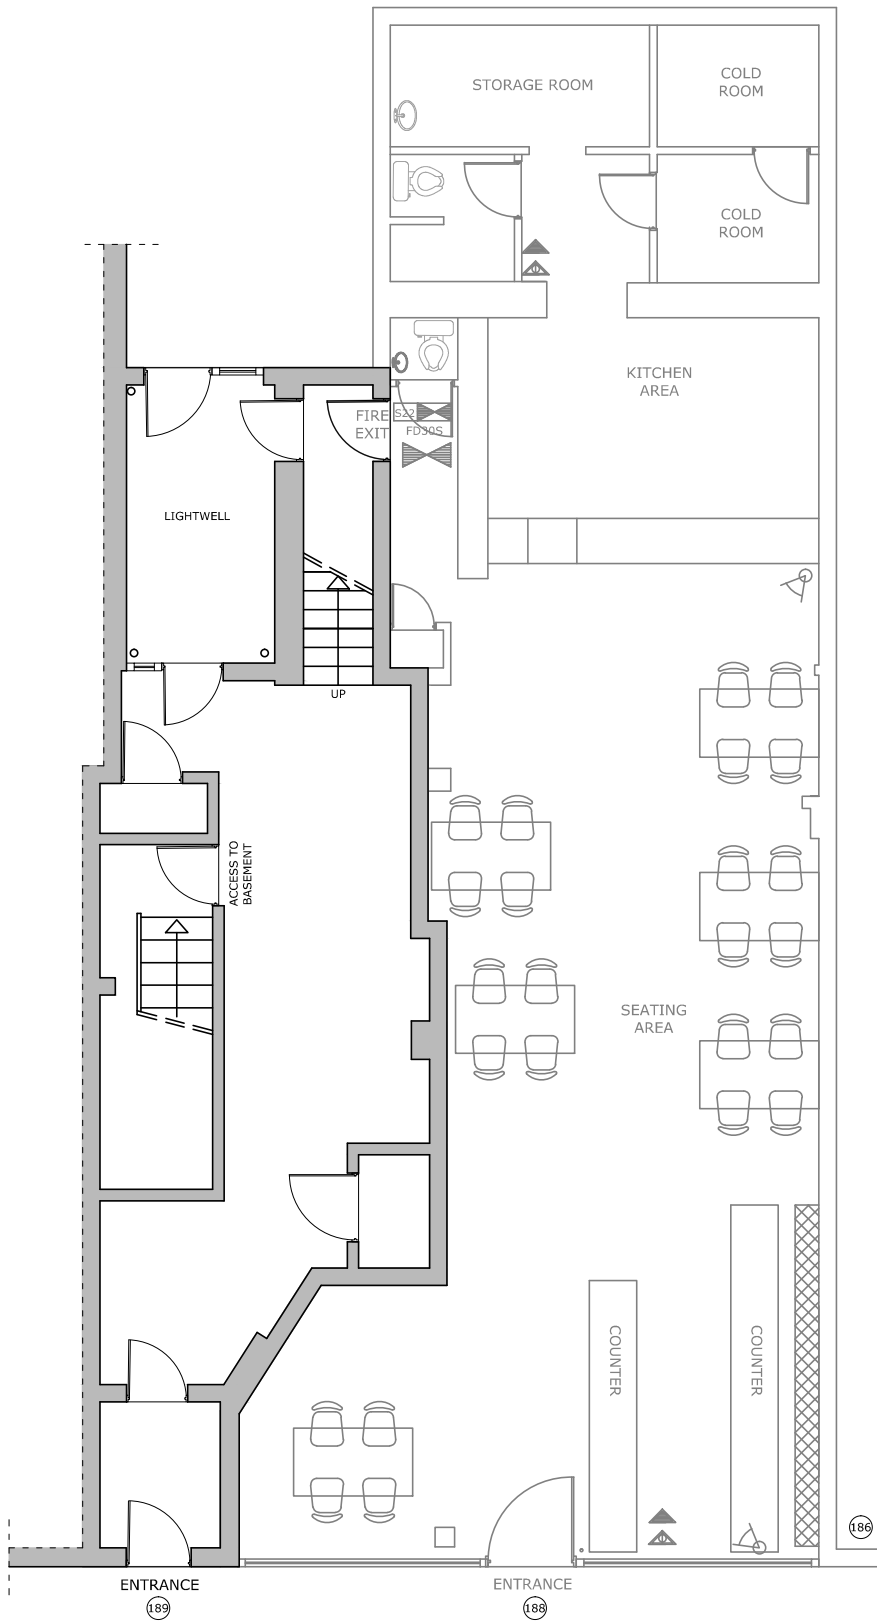 STORAGE ROOM
COLD
ROOM
COLD
ROOM
KITCHEN
AREA
FIRE
EXIT
S22
FD30S
LIGHTWELL
UP
ACCESS TO
BASEMENT
SEATING
AREA
COUNTER
COUNTER
186
ENTRANCE
189
ENTRANCE
188